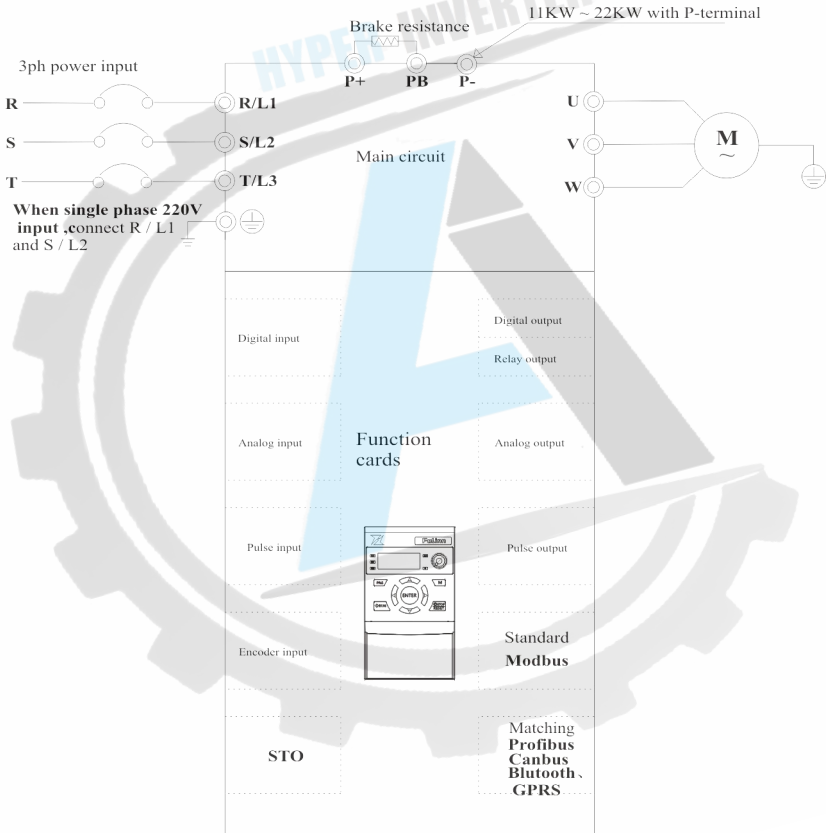 HYPER INVERTER
11KW ~ 22KW with P-terminal
Brake resistance
3ph power input
P+ PB P-
R R/L1 U
S S/L2 V M ~
Main circuit
T T/L3 W
When single phase 220V
input ,connect R / L1
and S / L2
Digital input
Digital output
Relay output
Analog input
Function
cards
Analog output
Pulse input
Pulse output
ENTER
Encoder input
Standard
Modbus
STO
Matching
Profibus
Canbus
Blutooth、
GPRS